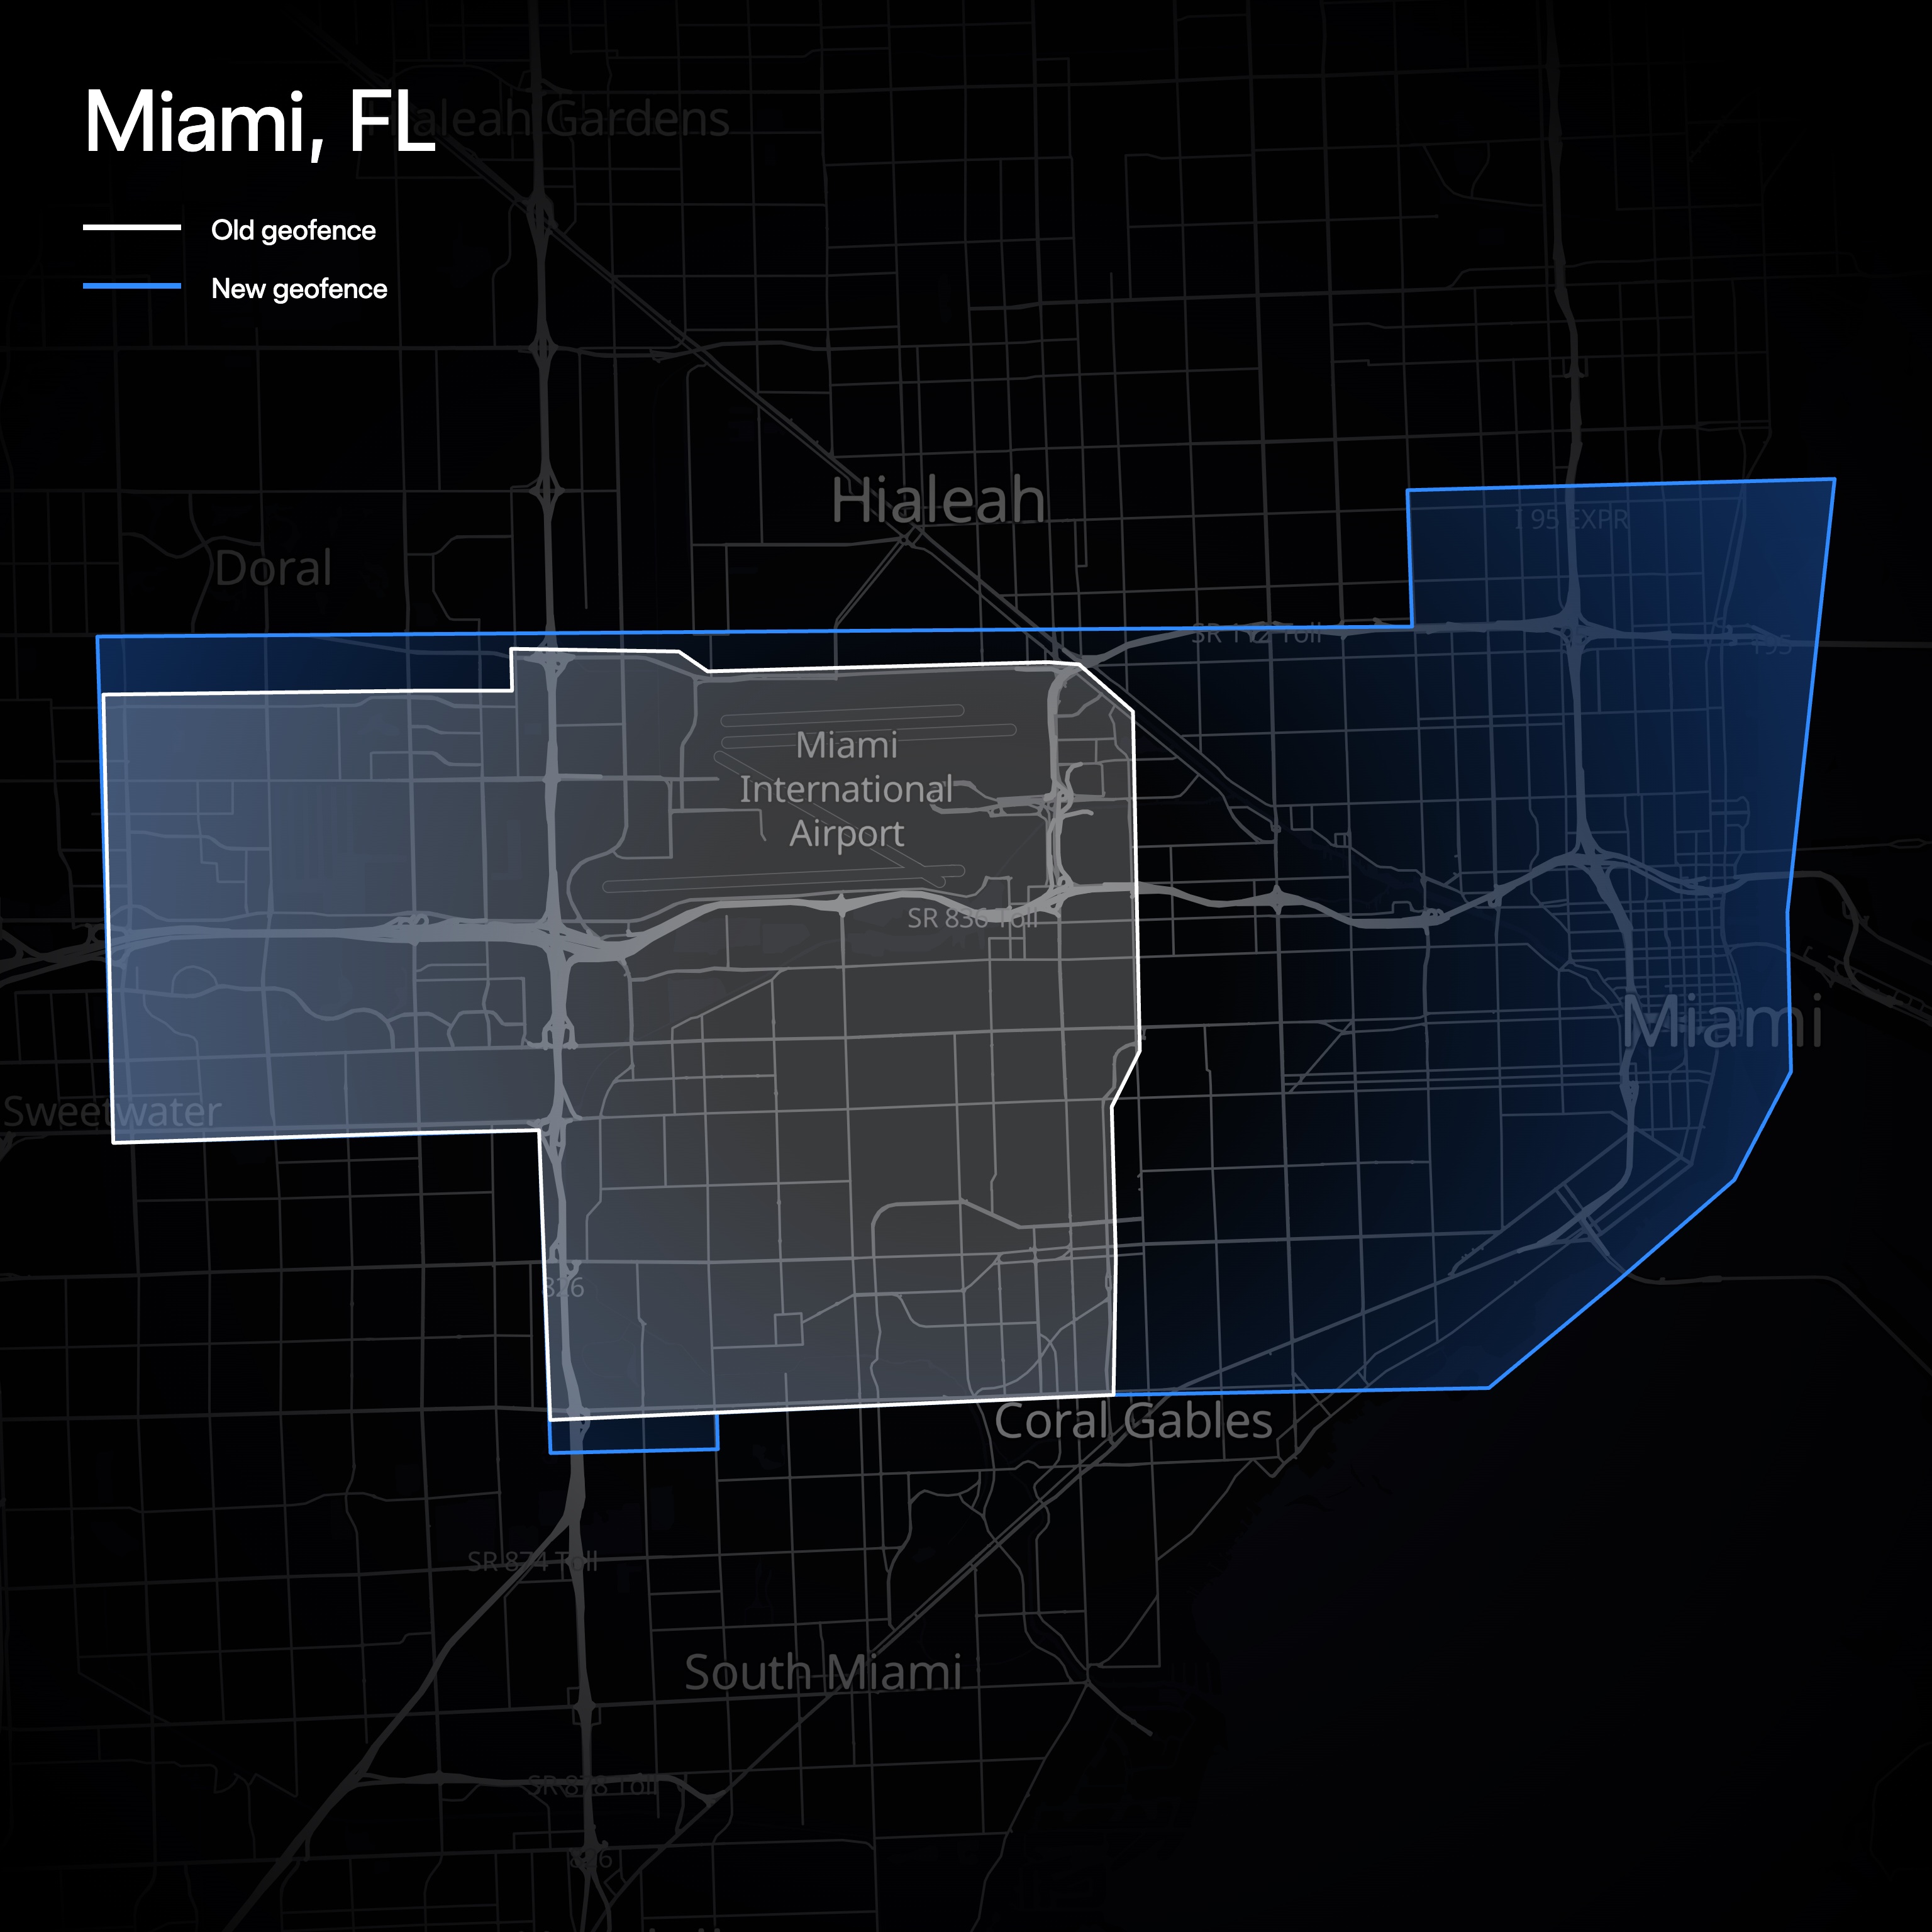 Miami, FL
Hialeah Gardens
Old geofence
New geofence
Hialeah
I 95 EXPR
Doral
SR 112 Toll
I 95
Miami
International
Airport
SR 836 Toll
Miami
Sweetwater
826
Coral Gables
SR 874 Toll
South Miami
SR 878 Toll